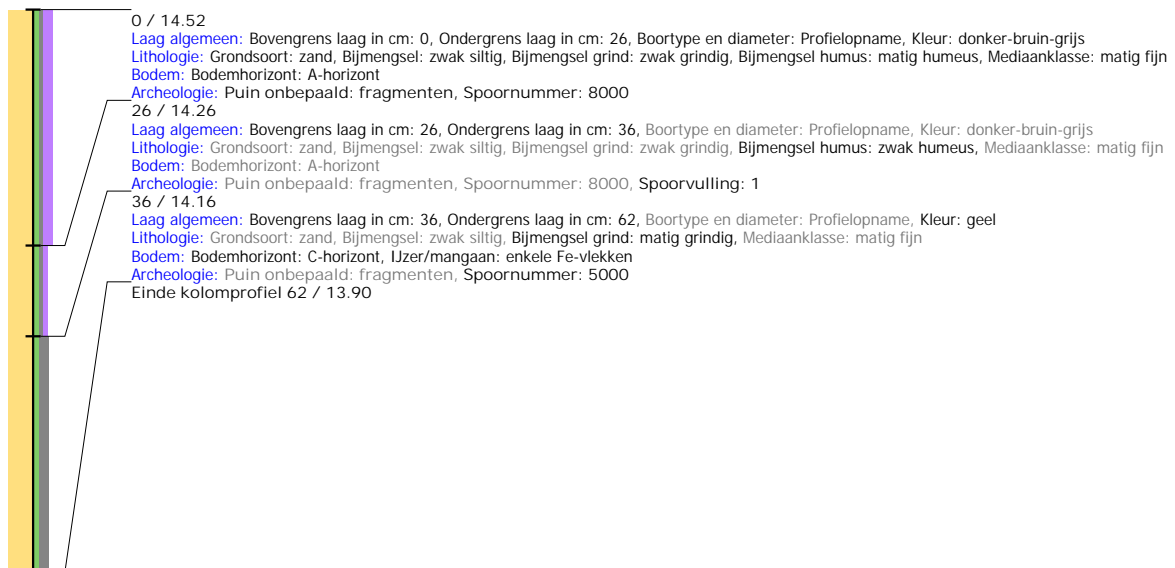 0 / 14.52
Laag algemeen: Bovengrens laag in cm: 0, Ondergrens laag in cm: 26, Boortype en diameter: Profielopname, Kleur: donker-bruin-grijs
Lithologie: Grondsoort: zand, Bijmengsel: zwak siltig, Bijmengsel grind: zwak grindig, Bijmengsel humus: matig humeus, Mediaanklasse: matig fijn
Bodem: Bodemhorizont: A-horizont
Archeologie: Puin onbepaald: fragmenten, Spoornummer: 8000
26 / 14.26
Laag algemeen: Bovengrens laag in cm: 26, Ondergrens laag in cm: 36, Boortype en diameter: Profielopname, Kleur: donker-bruin-grijs
Lithologie: Grondsoort: zand, Bijmengsel: zwak siltig, Bijmengsel grind: zwak grindig, Bijmengsel humus: zwak humeus, Mediaanklasse: matig fijn
Bodem: Bodemhorizont: A-horizont
Archeologie: Puin onbepaald: fragmenten, Spoornummer: 8000, Spoorvulling: 1
36 / 14.16
Laag algemeen: Bovengrens laag in cm: 36, Ondergrens laag in cm: 62, Boortype en diameter: Profielopname, Kleur: geel
Lithologie: Grondsoort: zand, Bijmengsel: zwak siltig, Bijmengsel grind: matig grindig, Mediaanklasse: matig fijn
Bodem: Bodemhorizont: C-horizont, IJzer/mangaan: enkele Fe-vlekken
Archeologie: Puin onbepaald: fragmenten, Spoornummer: 5000
Einde kolomprofiel 62 / 13.90